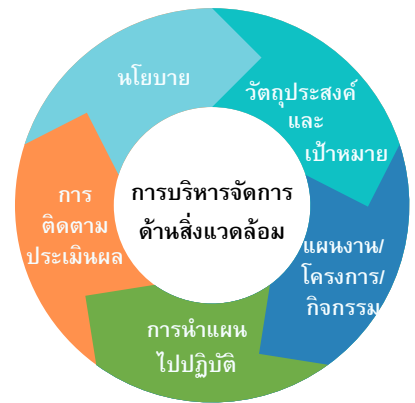 นโยบาย
วัตถุประสงค์
และ
เป้าหมาย
แผนงาน/
โครงการ/
กิจกรรม
การนำแผน
ไปปฏิบัติ
การ
ติดตาม
ประเมินผล
การบริหารจัดการ
ด้านสิ่งแวดล้อม